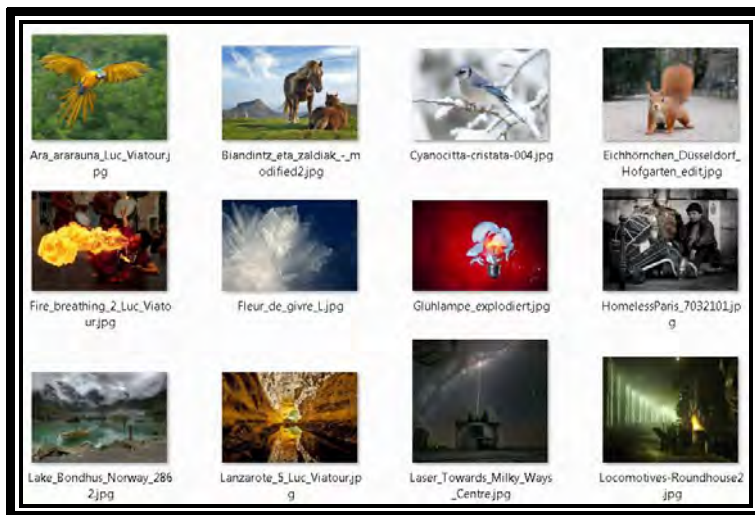 Ara_ararauna_Luc_Viatour.j
pg
Biandintz_eta_zaldiak_-_m
odified2.jpg
Cyanocitta-cristata-004.jpg
Eichhörnchen_Düsseldorf_
Hofgarten_edit.jpg
Fire_breathing_2_Luc_Viato
ur.jpg
Fleur_de_givre_L.jpg
Glühlampe_explodiert.jpg
HomelessParis_7032101.jp
g
Lake_Bondhus_Norway_286
2.jpg
Lanzarote_5_Luc_Viatour.jp
g
Laser_Towards_Milky_Ways
_Centre.jpg
Locomotives-Roundhouse2
.jpg